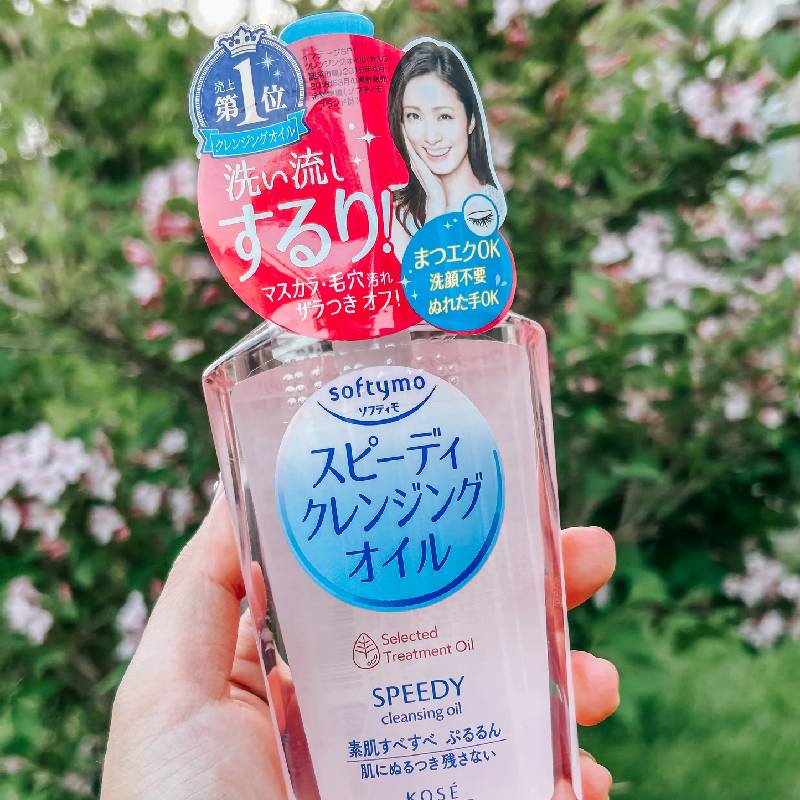 売上
第1位
クレンジングオイル
洗い流し
するり!
マスカラ・毛穴汚れ
ザラつきオフ!
まつエクOK
洗顔不要
ぬれた手OK
softymo
ソフティモ
スピーディ
クレンジング
オイル
Selected
Treatment Oil
SPEEDY
cleansing oil
素肌すべすべ ぷるるん
肌にぬるつき残さない
KOSÉ